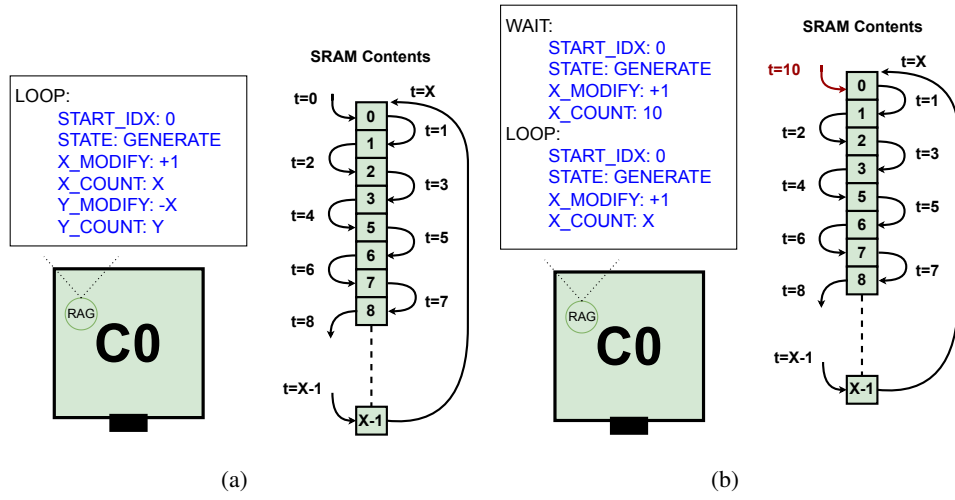 LOOP:
START_IDX: 0
STATE: GENERATE
X_MODIFY: +1
X_COUNT: X
Y_MODIFY: -X
Y_COUNT: Y
RAG
C0
SRAM Contents
t=0
t=X
0
t=1
1
t=2
2
t=3
3
t=4
5
t=5
6
t=6
7
t=7
8
t=8
t=X-1
X-1
(a)
WAIT:
START_IDX: 0
STATE: GENERATE
X_MODIFY: +1
X_COUNT: 10
LOOP:
START_IDX: 0
STATE: GENERATE
X_MODIFY: +1
X_COUNT: X
RAG
C0
SRAM Contents
t=10
t=X
0
t=1
1
t=2
2
t=3
3
t=4
5
t=5
6
t=6
7
t=7
8
t=8
t=X-1
X-1
(b)